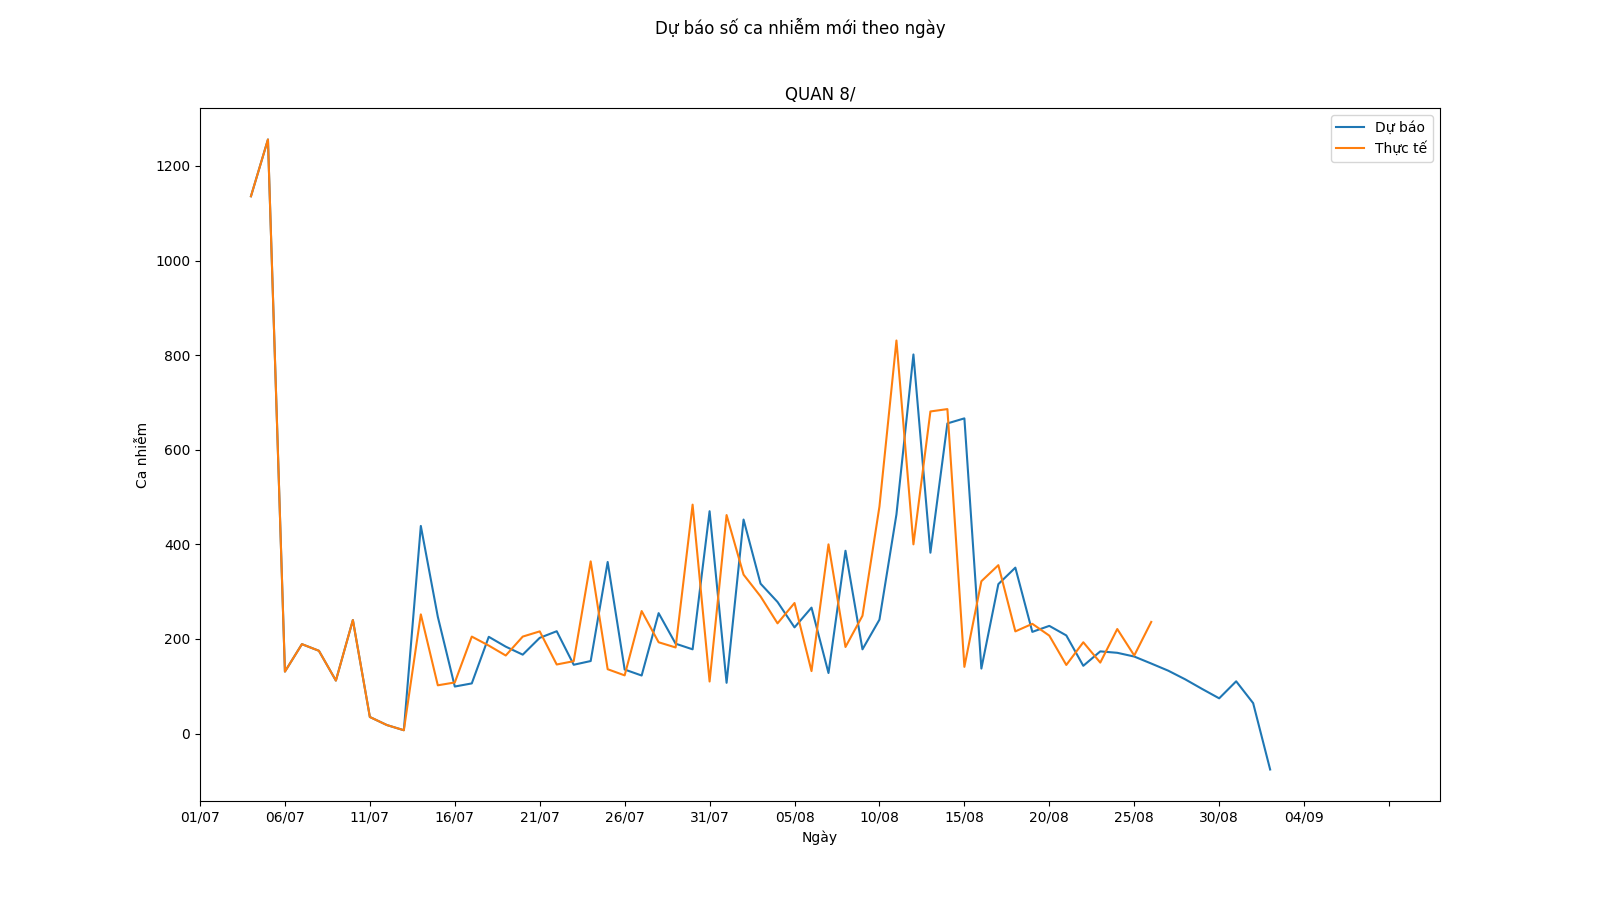 Dự báo số ca nhiễm mới theo ngày
QUAN 8/
Dự báo
Thực tế
1200
1000
800
600
400
200
0
Ca nhiễm
01/07 06/07 11/07 16/07 21/07 26/07 31/07 05/08 10/08 15/08 20/08 25/08 30/08 04/09
Ngày